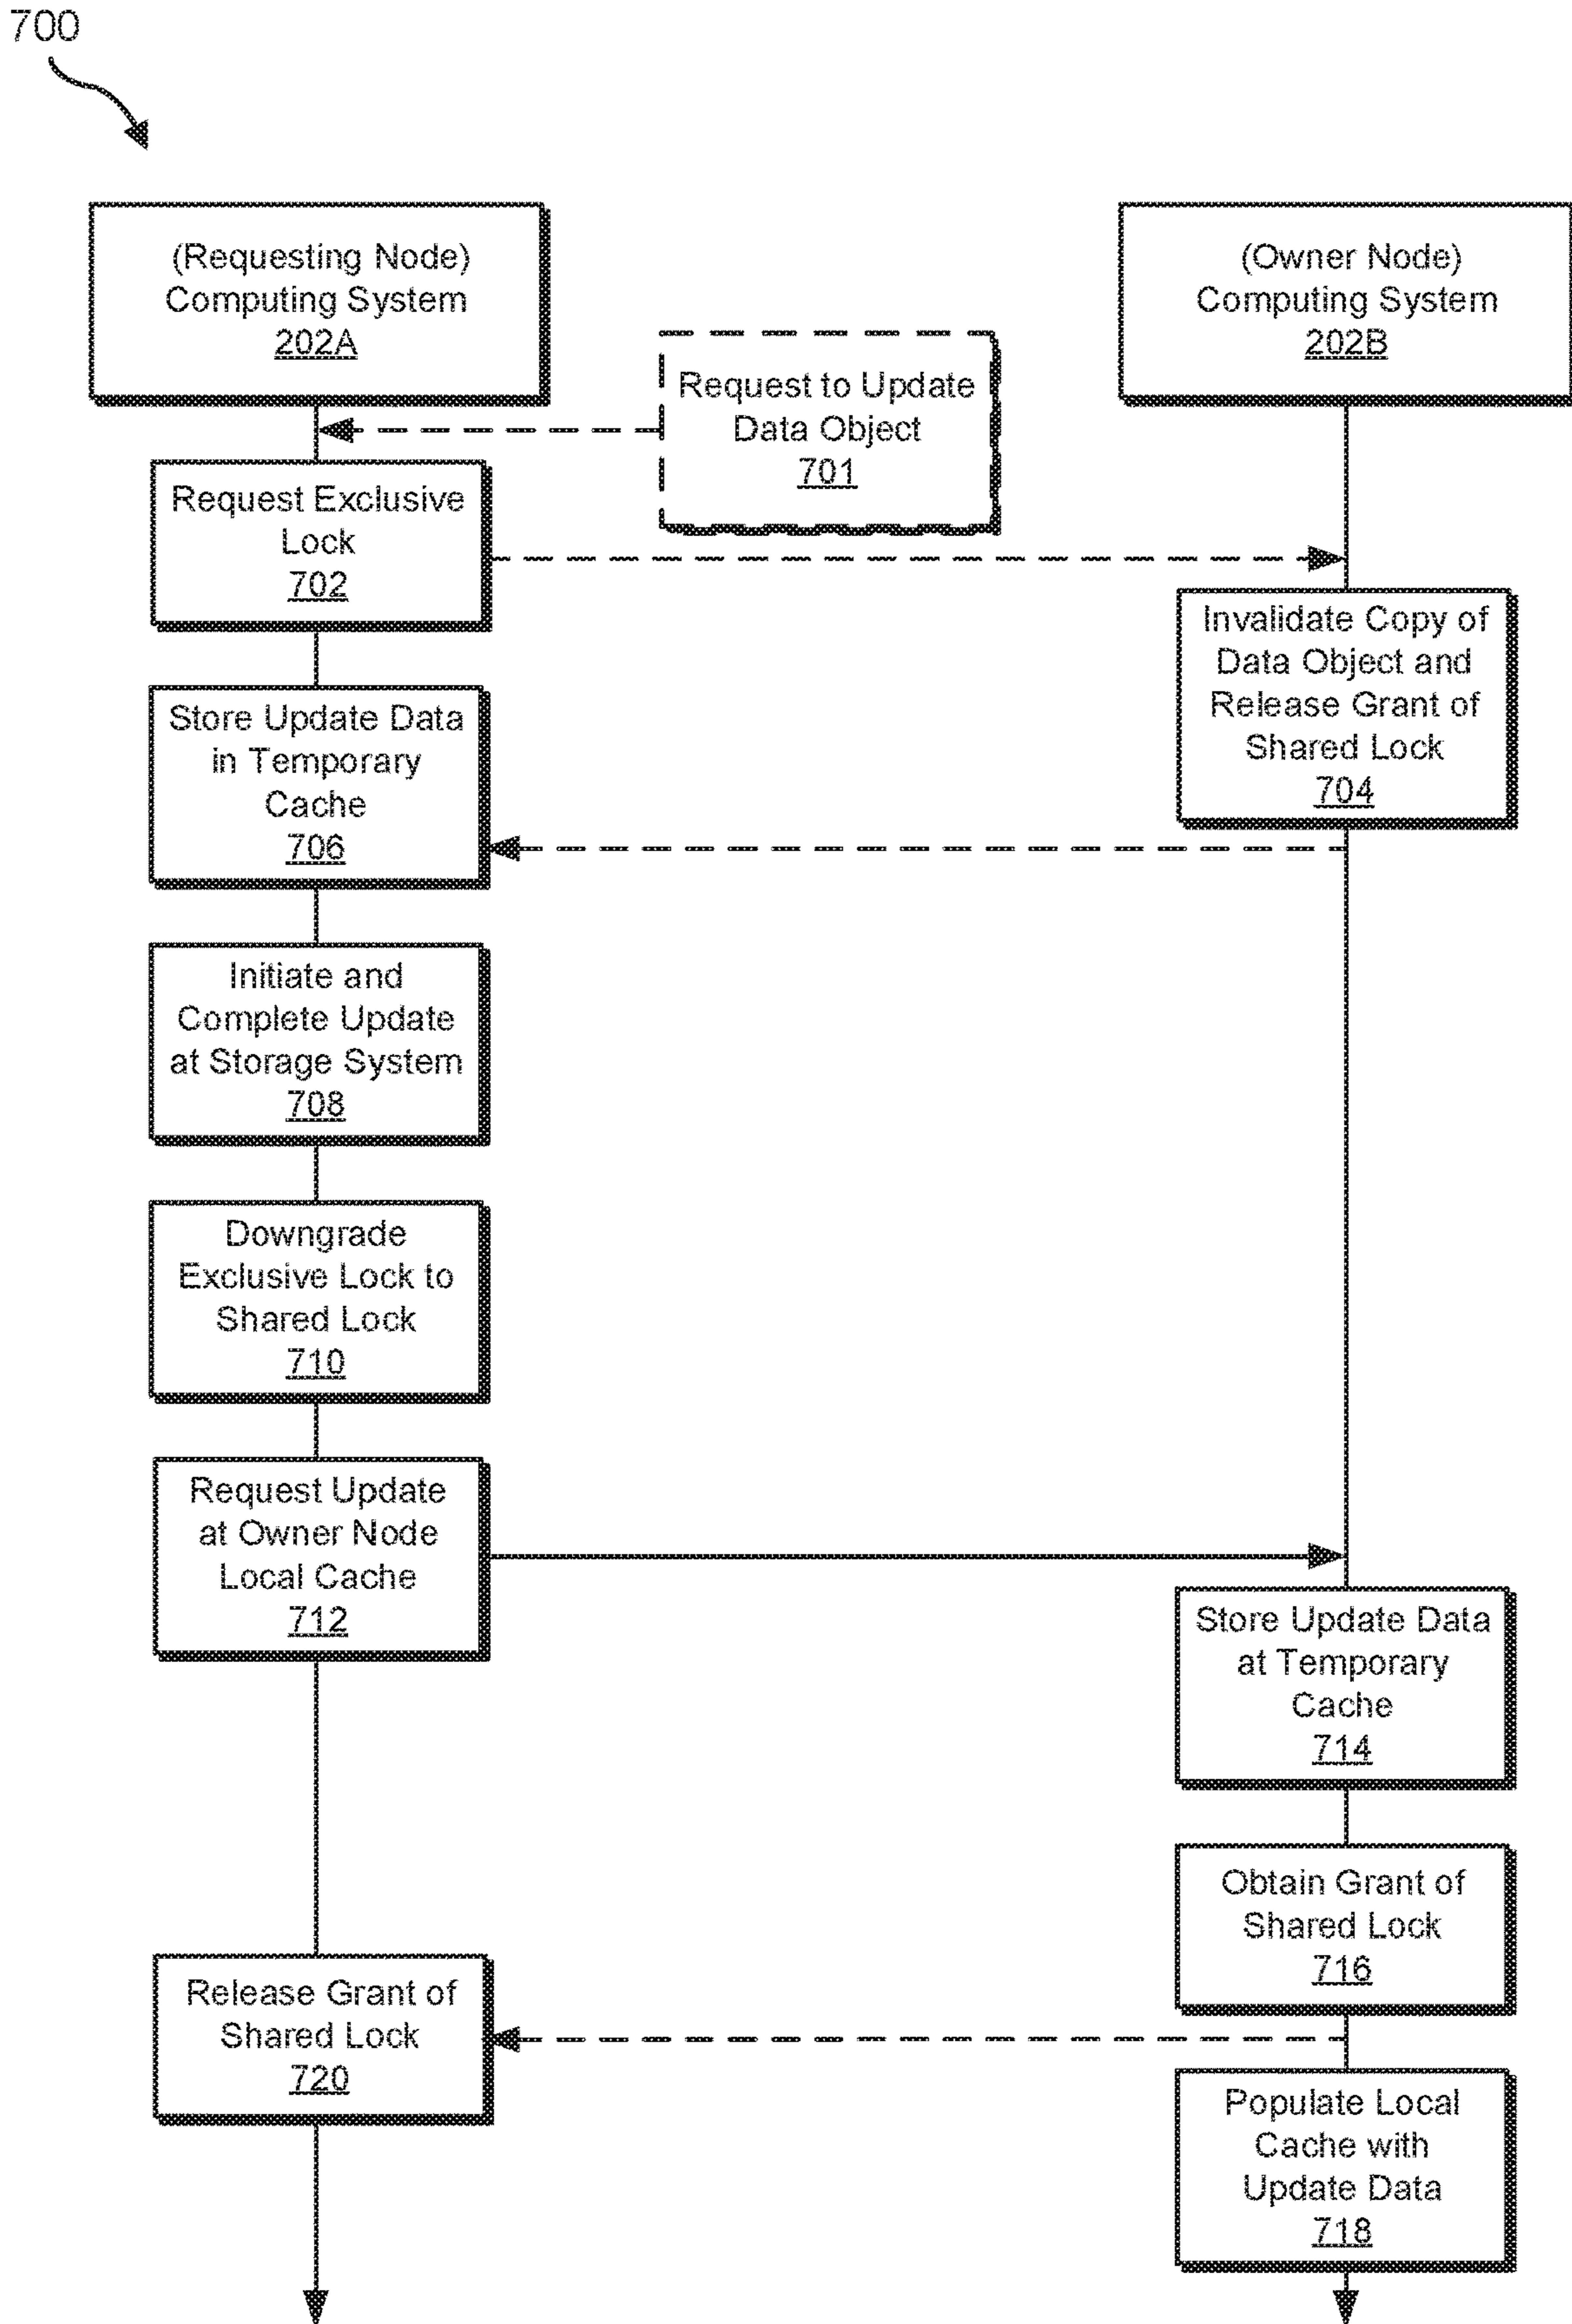 700
(Requesting Node)
Computing System
202A
(Owner Node)
Computing System
202B
Request to Update
Data Object
701
Request Exclusive
Lock
702
Invalidate Copy of
Data Object and
Release Grant of
Shared Lock
704
Store Update Data
in Temporary
Cache
706
Initiate and
Complete Update
at Storage System
708
Downgrade
Exclusive Lock to
Shared Lock
710
Request Update
at Owner Node
Local Cache
712
Store Update Data
at Temporary
Cache
714
Obtain Grant of
Shared Lock
716
Release Grant of
Shared Lock
720
Populate Local
Cache with
Update Data
718